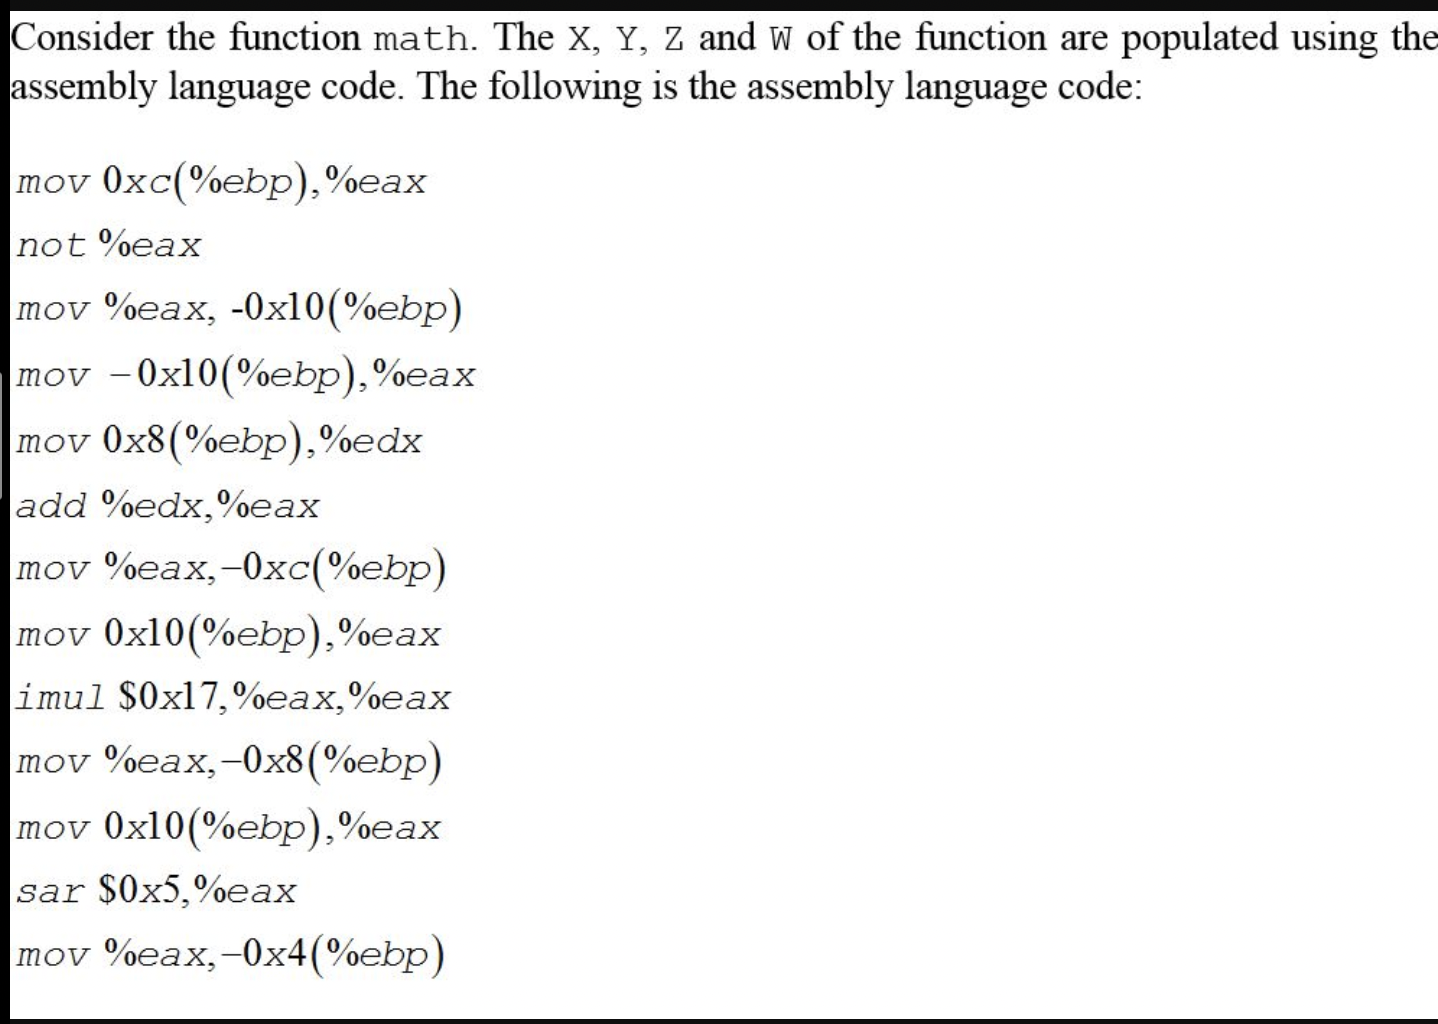 Consider the function math. The X, Y, Z and W of the function are populated using the
assembly language code. The following is the assembly language code:
mov 0xc(%ebp),%eax
not %eax
mov %eax, -0x10(%ebp)
mov −0x10(%ebp),%eax
mov 0x8(%ebp),%edx
add %edx,%eax
mov %eax,−0xc(%ebp)
mov 0x10(%ebp),%eax
imul $0x17,%eax,%eax
mov %eax,−0x8(%ebp)
mov 0x10(%ebp),%eax
sar $0x5,%eax
mov %eax,−0x4(%ebp)